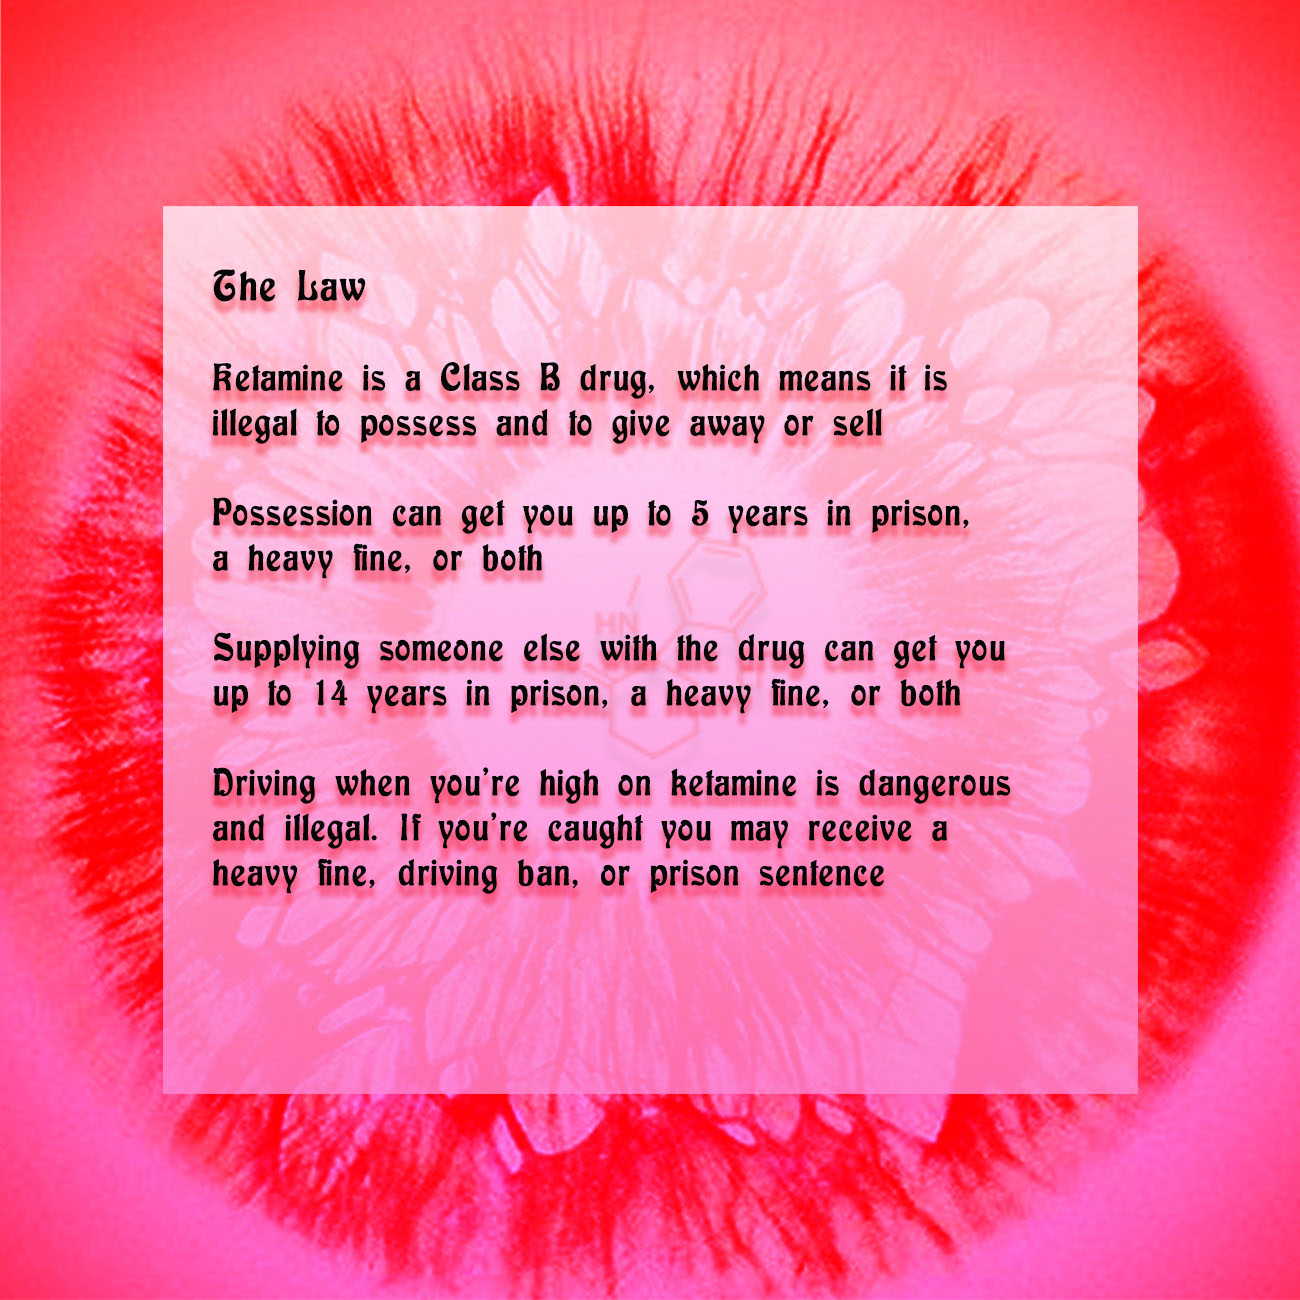 The Law
Ketamine is a Class B drug, which means it is
illegal to possess and to give away or sell
Possession can get you up to 5 years in prison,
a heavy fine, or both
HN
Supplying someone else with the drug can get you
up to 14 years in prison, a heavy fine, or both
Driving when you're high on ketamine is dangerous
and illegal. If you're caught you may receive a
heavy fine, driving ban, or prison sentence